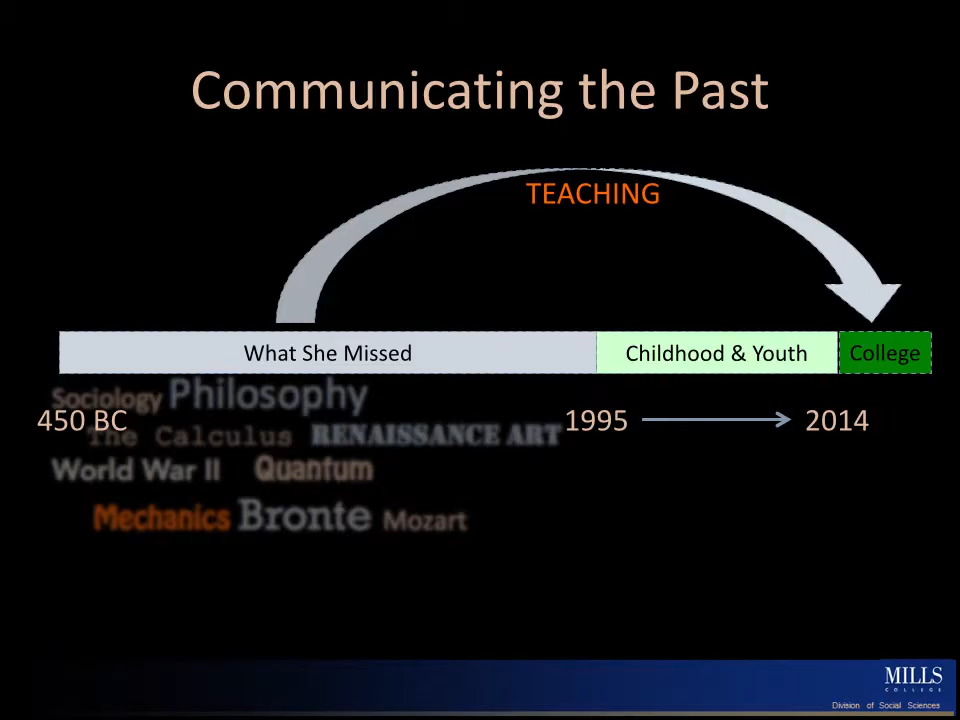 Communicating the Past
TEACHING
What She Missed Childhood & Youth College
Sociology Philosophy
450 BC 1995 2014
The Calculus RENAISSANCE ART
World War II Quantum
Mechanics Bronte Mozart
MILLS
COLLEGE
Division of Social Sciences